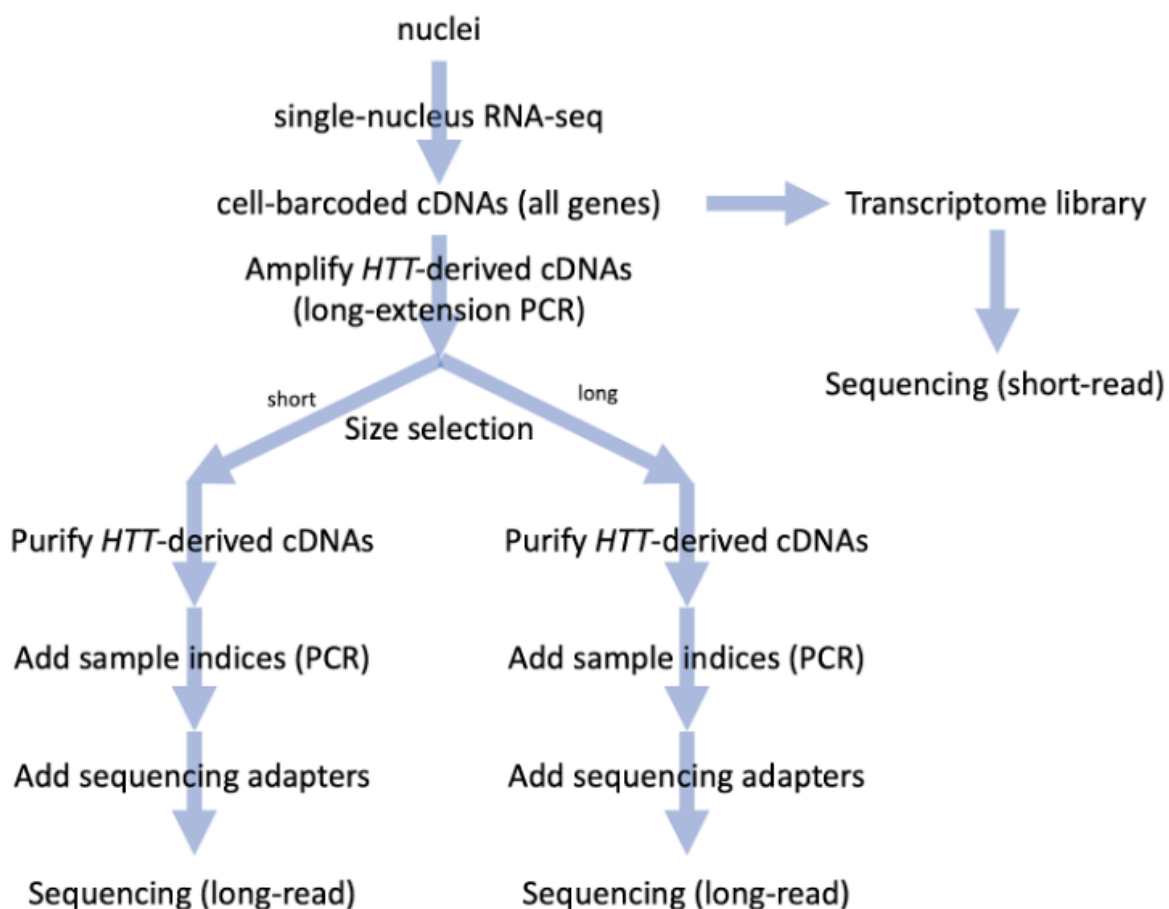 nuclei
single-nucleus RNA-seq
cell-barcoded cDNAs (all genes)
Transcriptome library
Amplify HTT-derived cDNAs
(long-extension PCR)
Sequencing (short-read)
short
long
Size selection
Purify HTT-derived cDNAs
Purify HTT-derived cDNAs
Add sample indices (PCR)
Add sample indices (PCR)
Add sequencing adapters
Add sequencing adapters
Sequencing (long-read)
Sequencing (long-read)